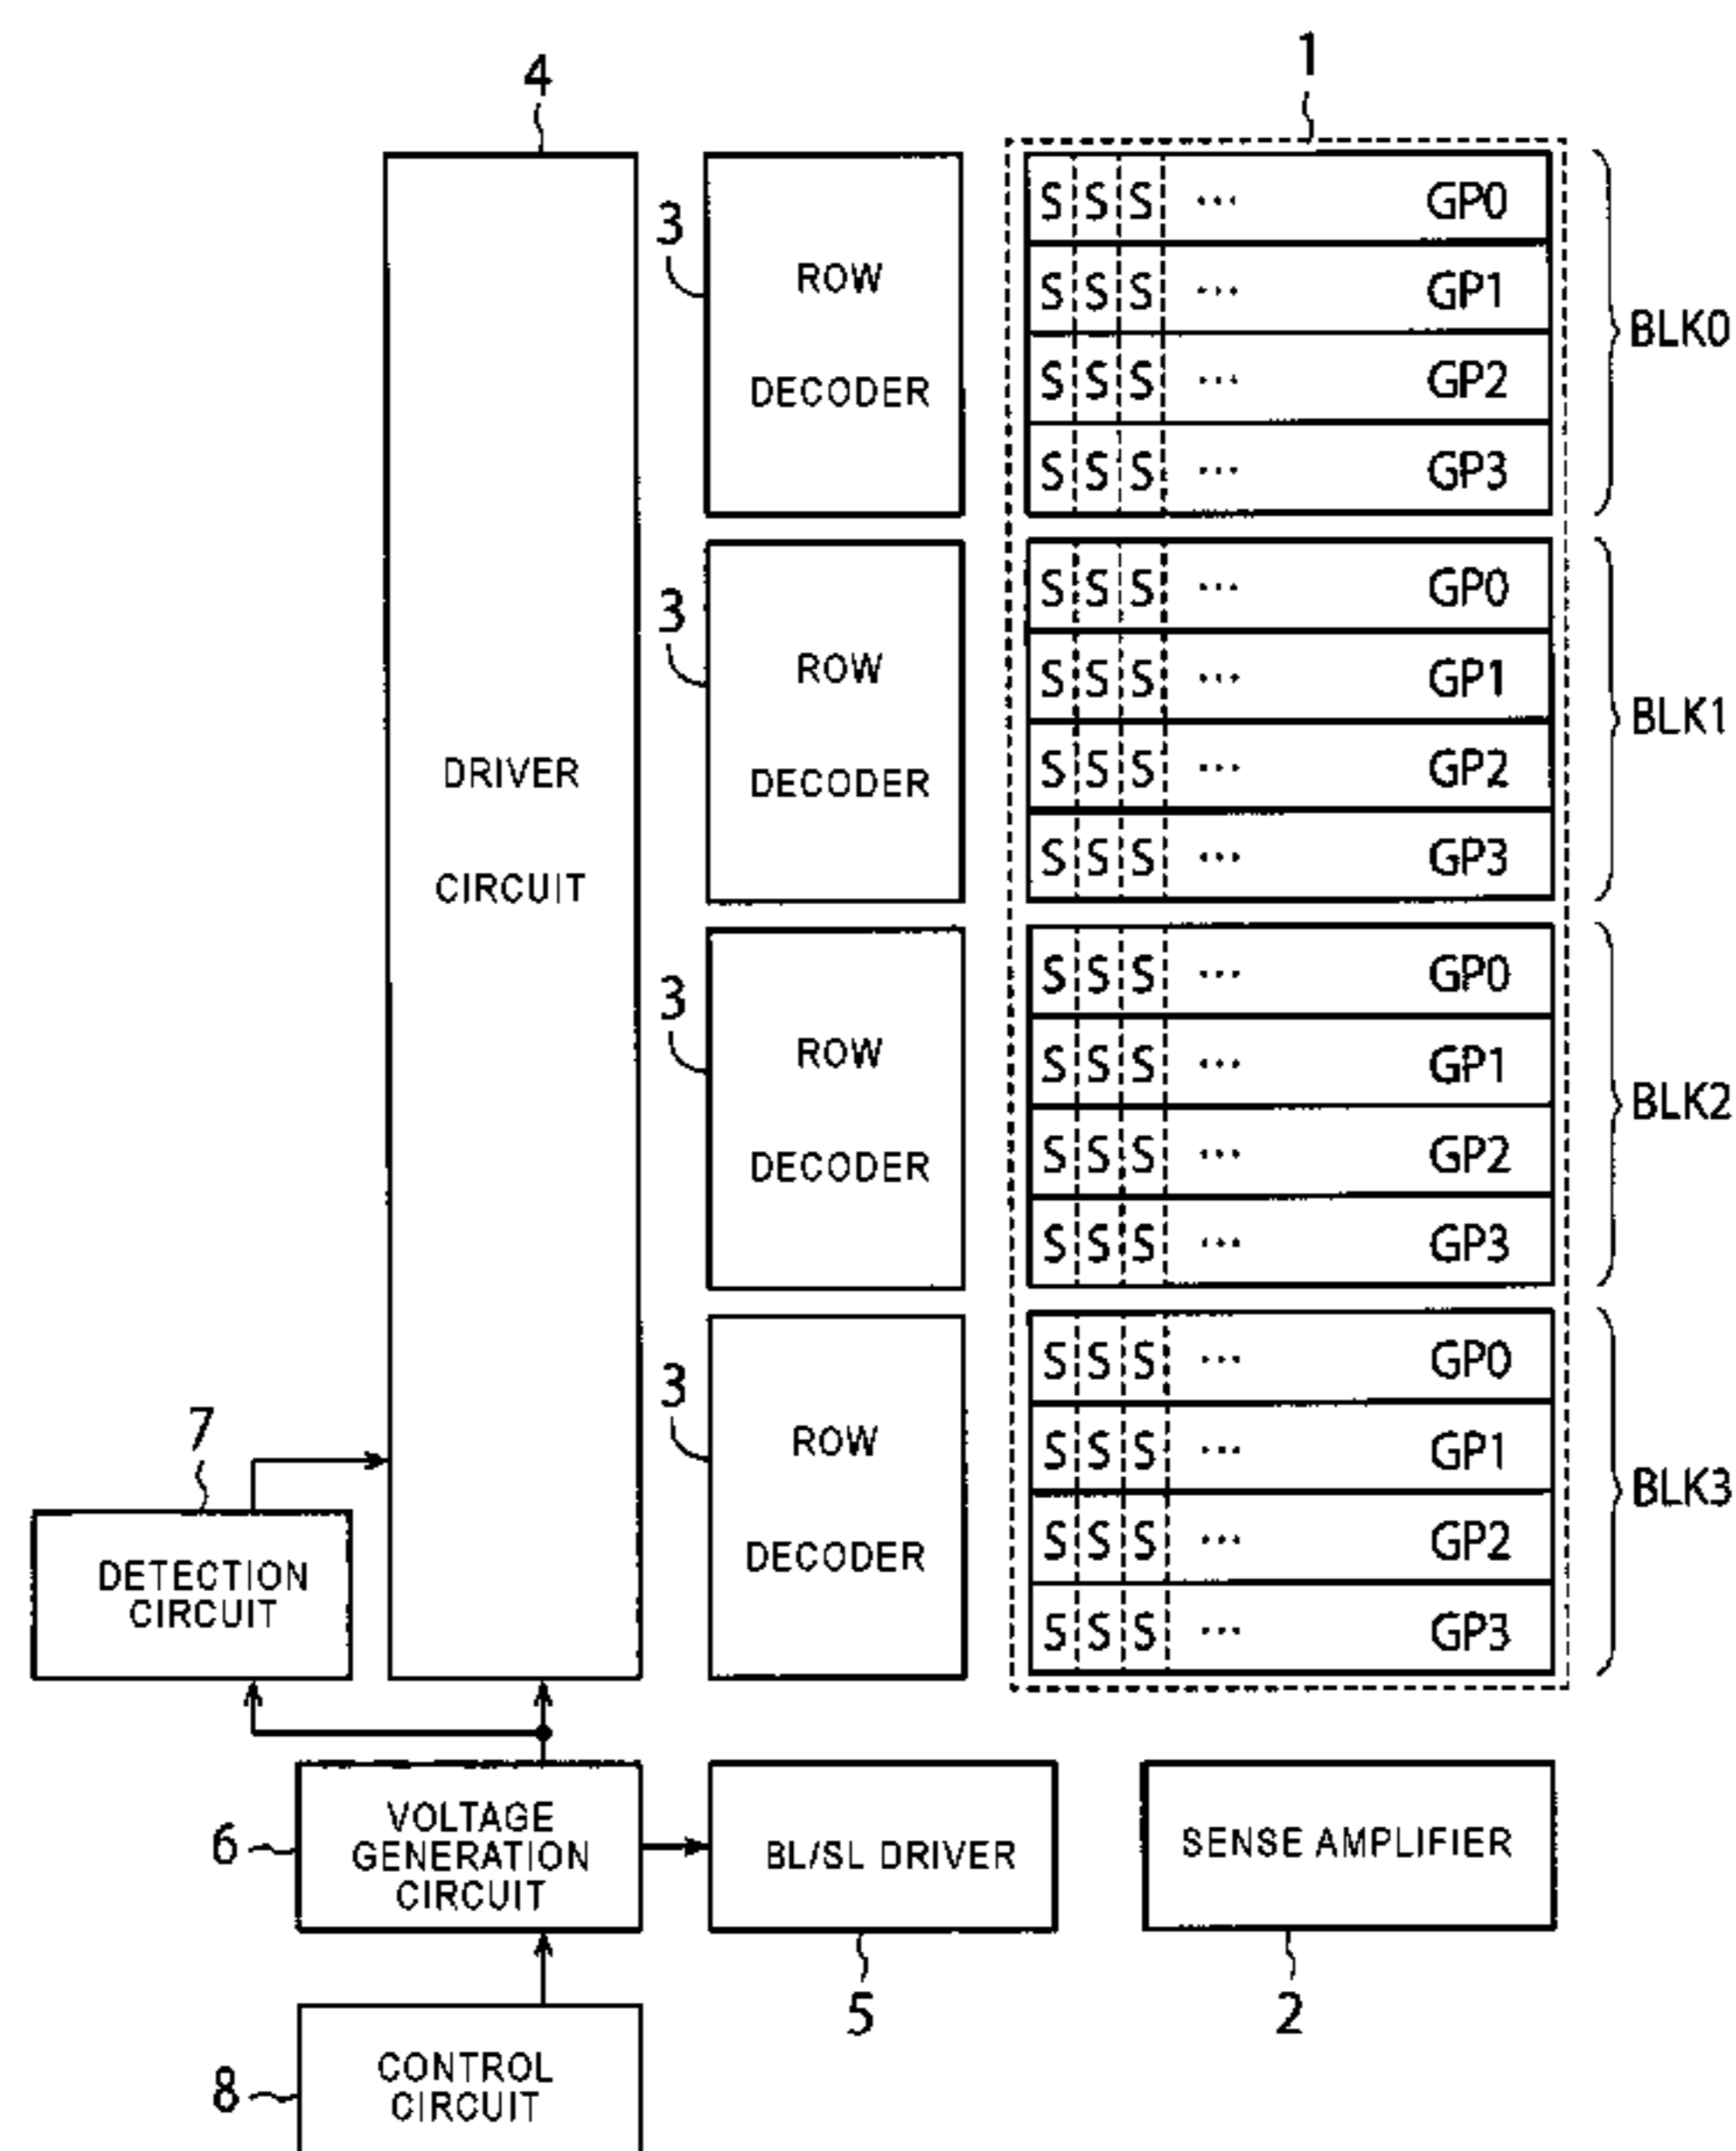 4
1
3
ROW
DECODER
S S S ... GP0
S S S ... GP1
S S S ... GP2
S S S ... GP3
BLK0
3
ROW
DECODER
S S S ... GP0
S S S ... GP1
S S S ... GP2
S S S ... GP3
BLK1
DRIVER
CIRCUIT
3
ROW
DECODER
S S S ... GP0
S S S ... GP1
S S S ... GP2
S S S ... GP3
BLK2
3
ROW
DECODER
S S S ... GP0
S S S ... GP1
S S S ... GP2
S S S ... GP3
BLK3
7
DETECTION
CIRCUIT
6
VOLTAGE
GENERATION
CIRCUIT
BL/SL DRIVER
5
SENSE AMPLIFIER
2
8
CONTROL
CIRCUIT